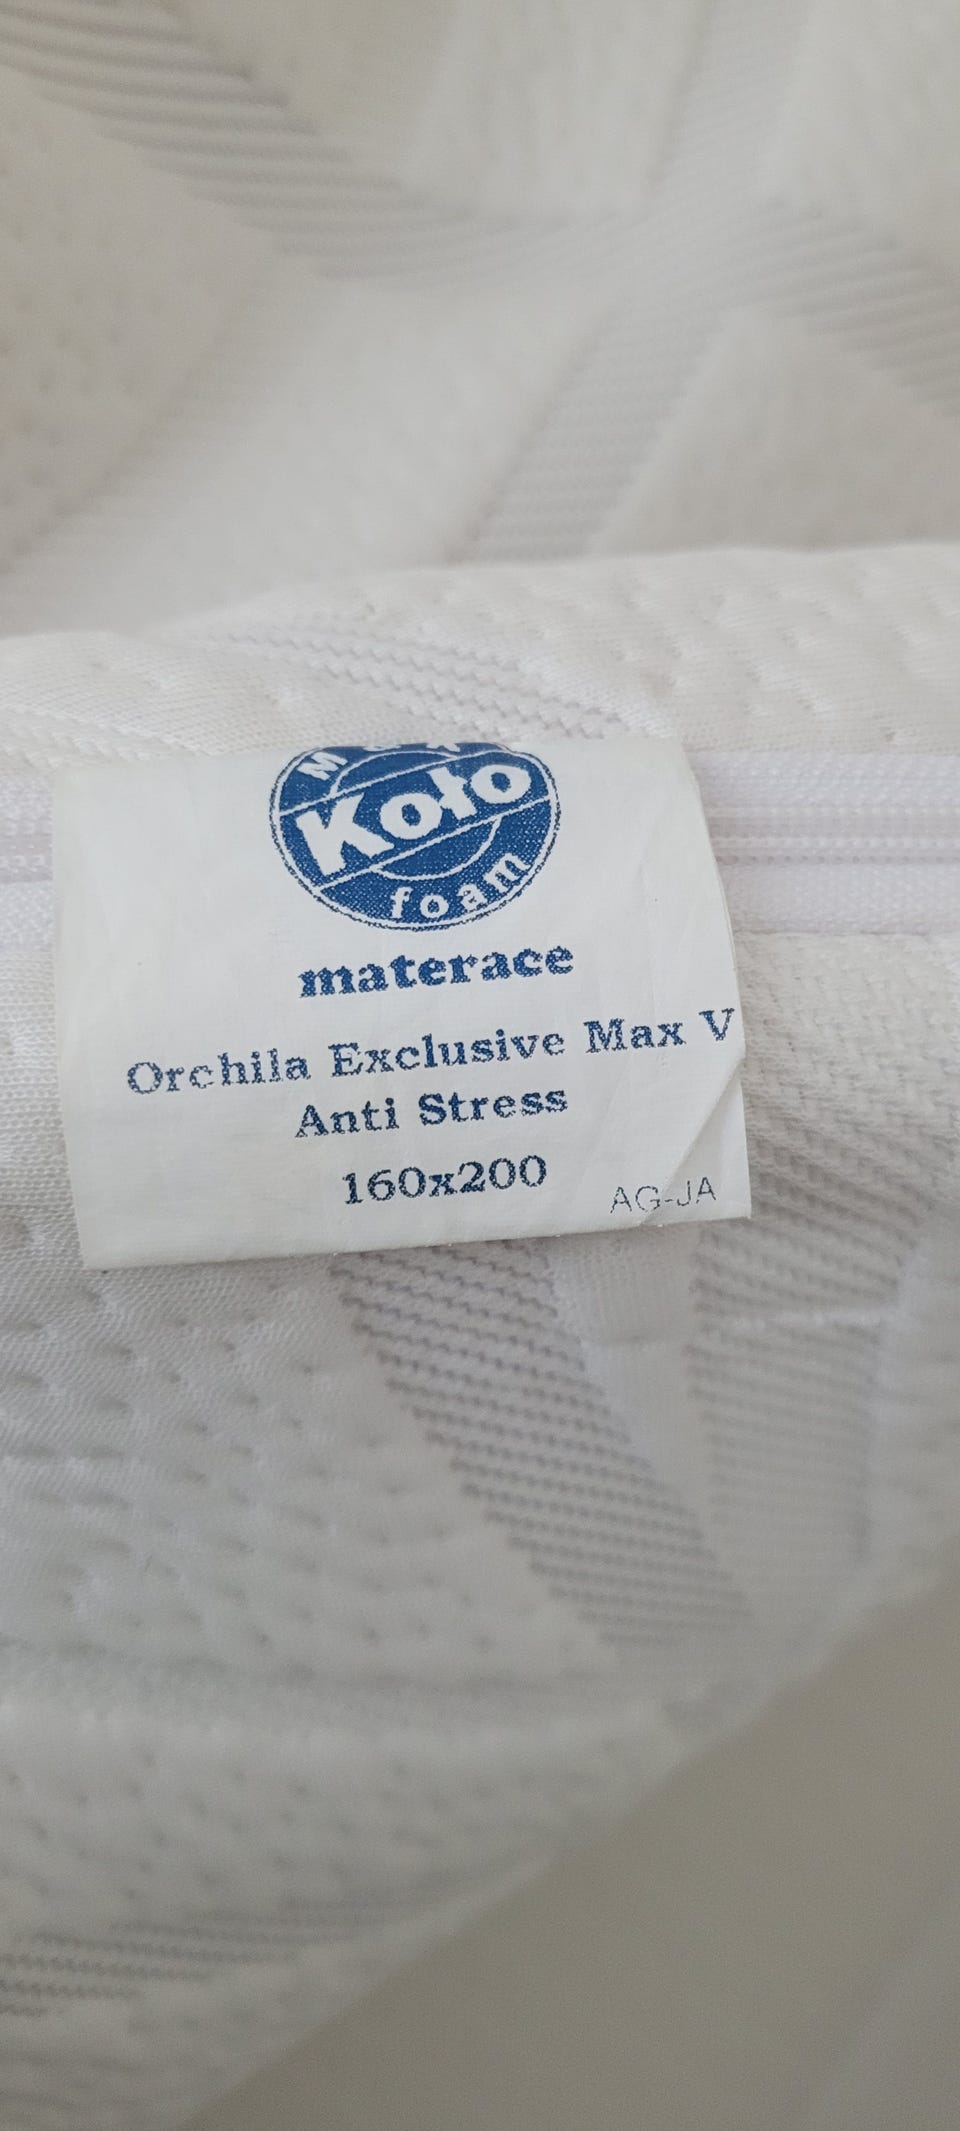 Koło
foam
materace
Orchila Exclusive Max V
Anti Stress
160x200
AG-JA